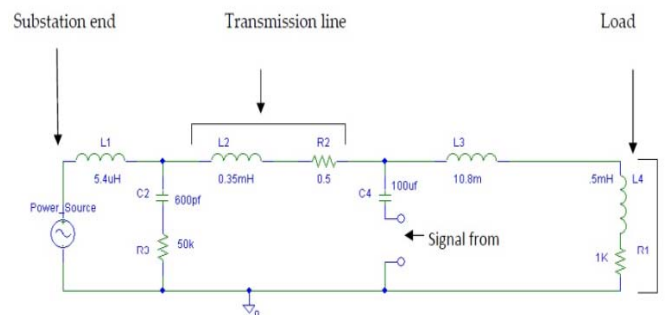 Substation end
Transmission line
Load
L1
5.4uH
L2
0.35mH
R2
0.5
L3
10.8m
.5mH
L4
C2
600pf
C4
100uf
Power_Source
R3
50k
Signal from
1K
R1
0